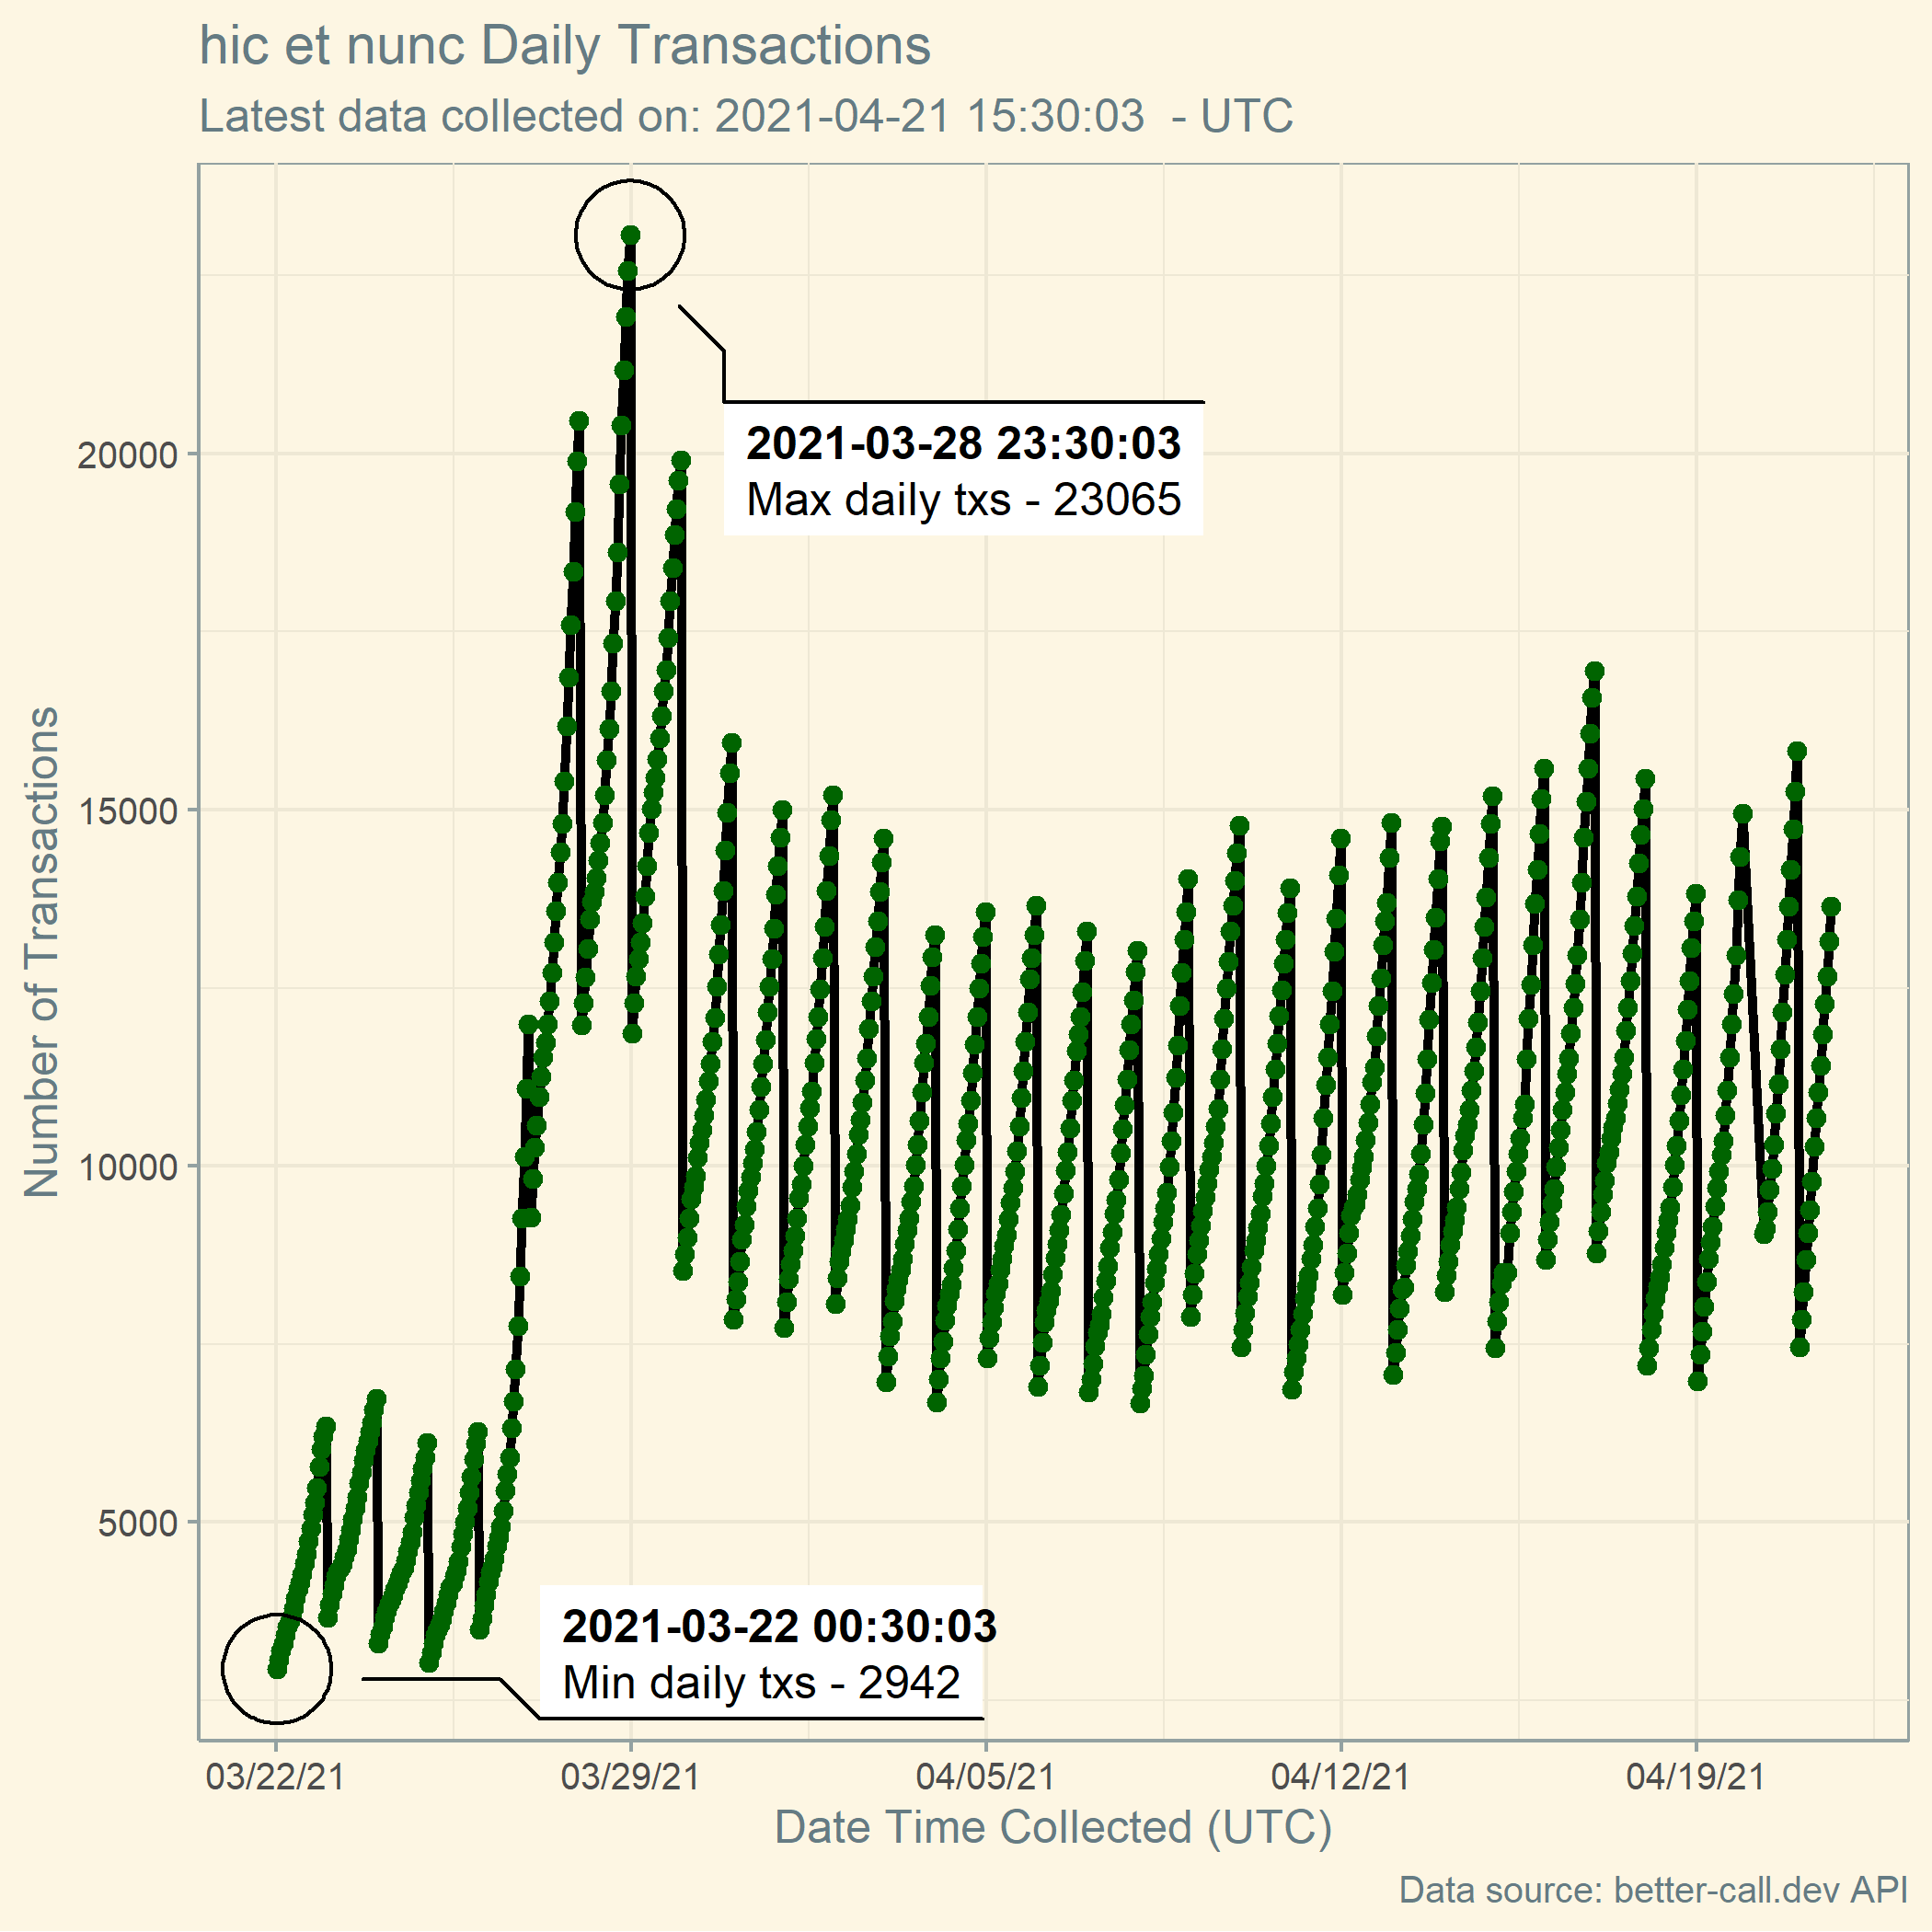 hic et nunc Daily Transactions
Latest data collected on: 2021-04-21 15:30:03  - UTC
2021-03-28 23:30:03
Max daily txs - 23065
Number of Transactions
20000
15000
10000
5000
2021-03-22 00:30:03
Min daily txs - 2942
03/22/21
03/29/21
04/05/21
04/12/21
04/19/21
Date Time Collected (UTC)
Data source: better-call.dev API